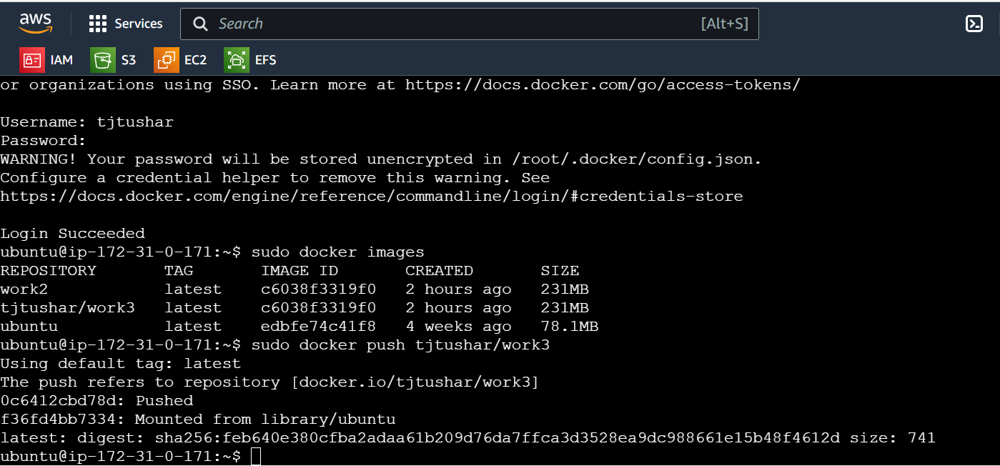 aws
Services
Search
[Alt+S]
IAM
S3
EC2
EFS
or organizations using SSO. Learn more at https://docs.docker.com/go/access-tokens/
Username: tjtushar
Password:
WARNING! Your password will be stored unencrypted in /root/.docker/config.json.
Configure a credential helper to remove this warning. See
https://docs.docker.com/engine/reference/commandline/login/#credentials-store
Login Succeeded
ubuntu@ip-172-31-0-171:~$ sudo docker images
REPOSITORY TAG IMAGE ID CREATED SIZE
work2 latest c6038f3319f0 2 hours ago 231MB
tjtushar/work3 latest c6038f3319f0 2 hours ago 231MB
ubuntu latest edbfe74c41f8 4 weeks ago 78.1MB
ubuntu@ip-172-31-0-171:~$ sudo docker push tjtushar/work3
Using default tag: latest
The push refers to repository [docker.io/tjtushar/work3]
0c6412cbd78d: Pushed
f36fd4bb7334: Mounted from library/ubuntu
latest: digest: sha256:feb640e380cfba2adaa61b209d76da7ffca3d3528ea9dc988661e15b48f4612d size: 741
ubuntu@ip-172-31-0-171:~$